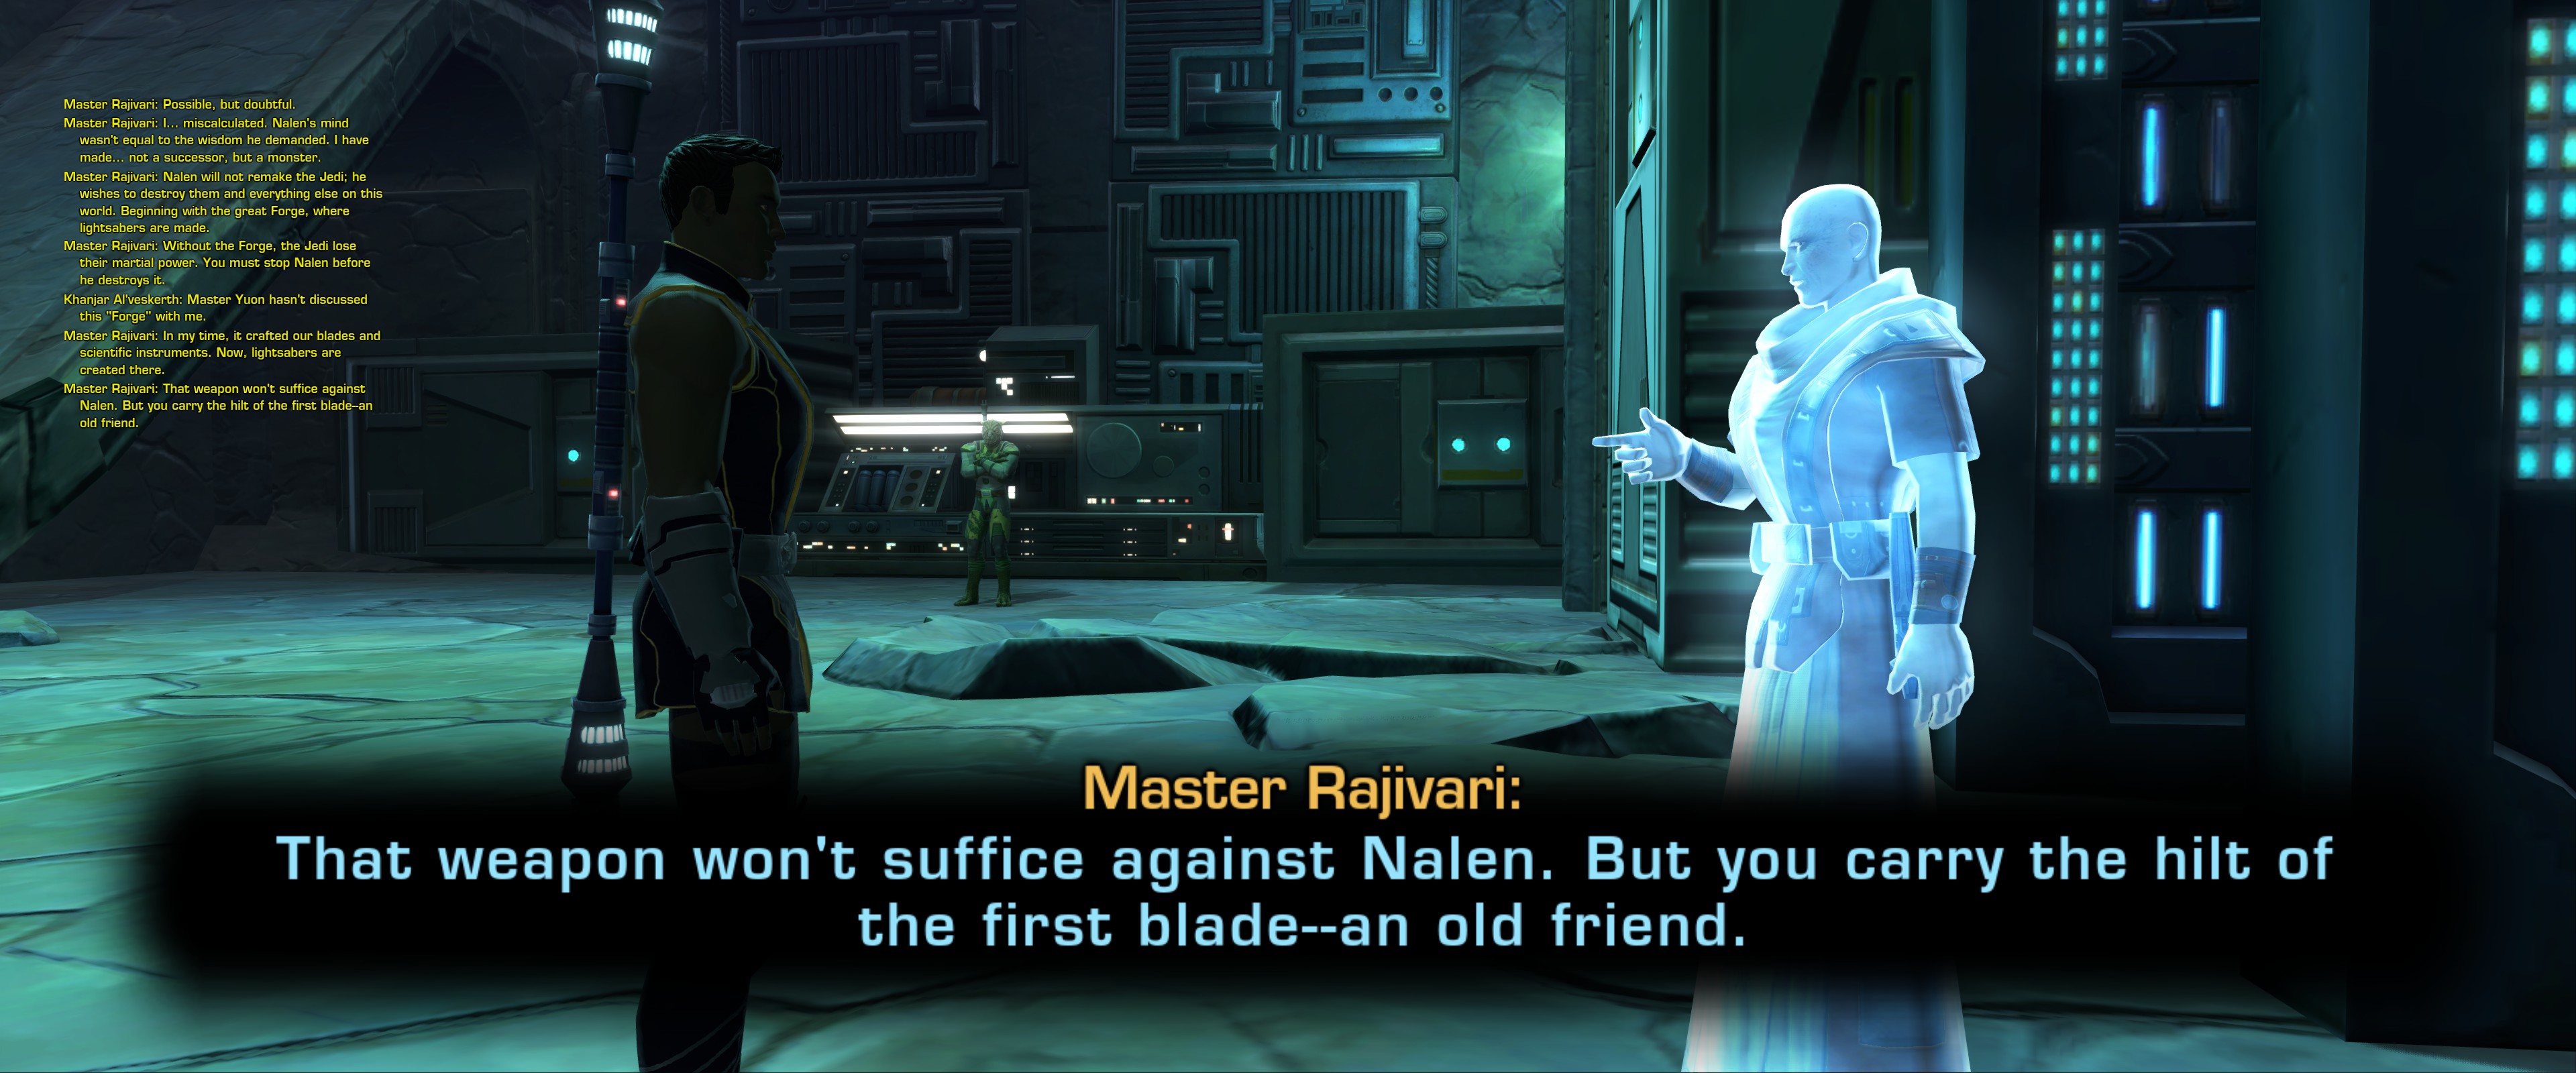 Master Rajivari: Possible, but doubtful.
Master Rajivari: I... miscalculated. Nalen's mind
wasn't equal to the wisdom he demanded. I have
made... not a successor, but a monster.
Master Rajivari: Nalen will not remake the Jedi; he
wishes to destroy them and everything else on this
world. Beginning with the great Forge, where
lightsabers are made.
Master Rajivari: Without the Forge, the Jedi lose
their martial power. You must stop Nalen before
he destroys it.
Khanjar Al'veskerth: Master Yuon hasn't discussed
this "Forge" with me.
Master Rajivari: In my time, it crafted our blades and
scientific instruments. Now, lightsabers are
created there.
Master Rajivari: That weapon won't suffice against
Nalen. But you carry the hilt of the first blade--an
old friend.
Master Rajivari:
That weapon won't suffice against Nalen. But you carry the hilt of
the first blade--an old friend.